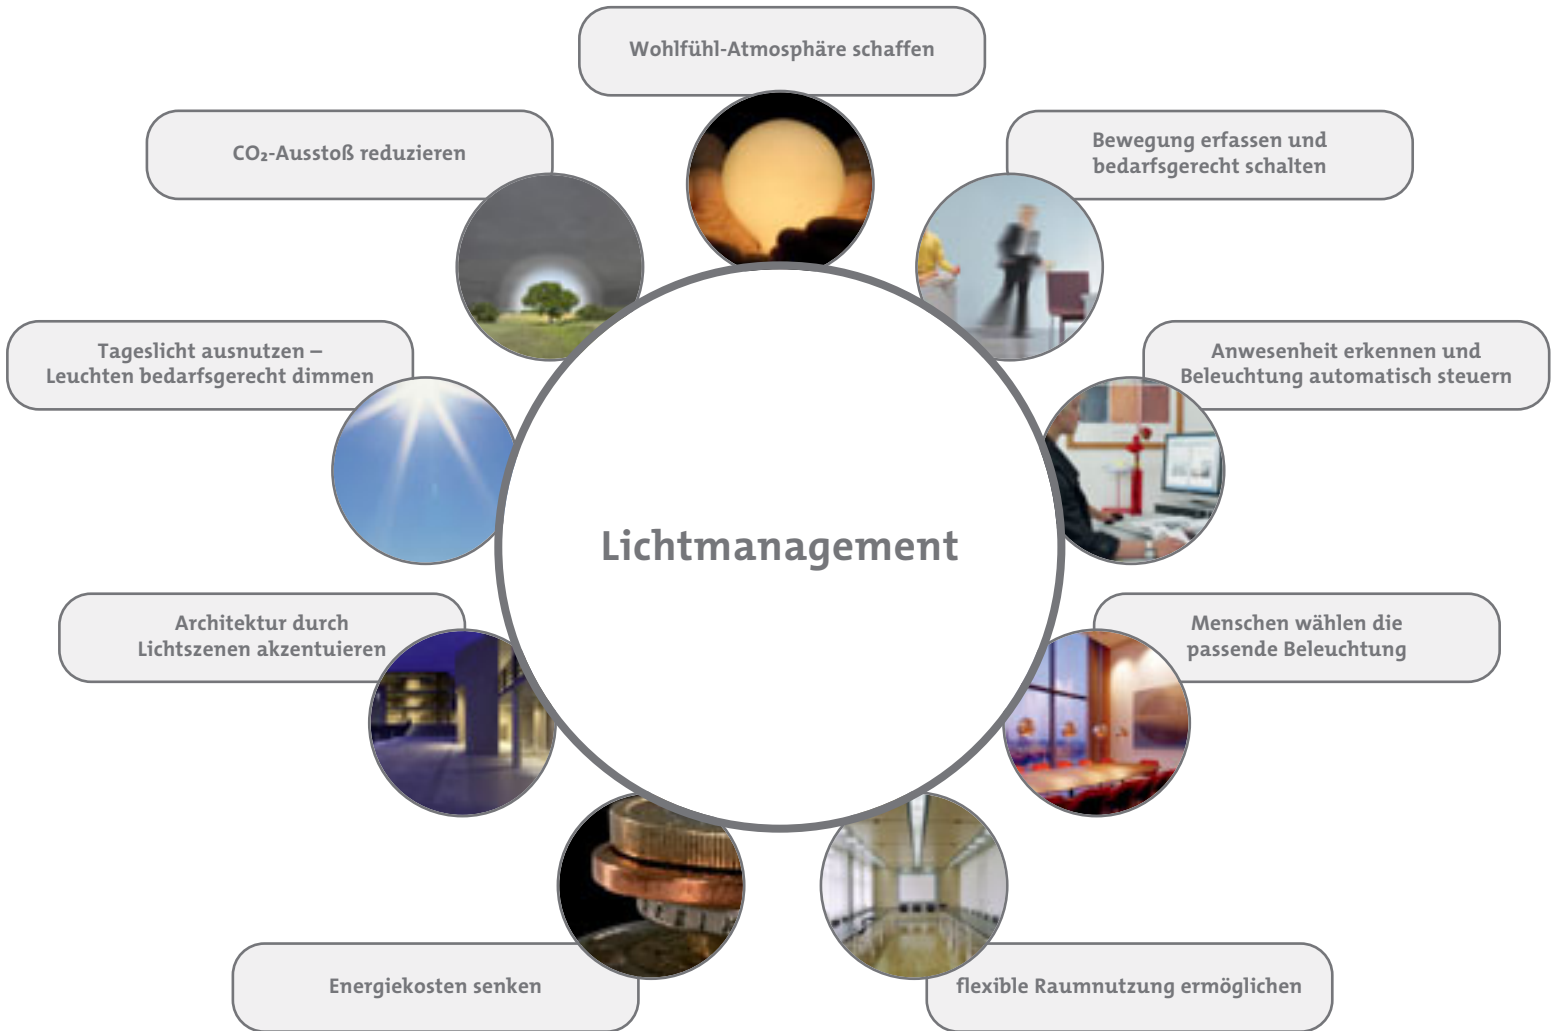 Wohlfühl-Atmosphäre schaffen
CO₂-Ausstoß reduzieren
Bewegung erfassen und
bedarfsgerecht schalten
Tageslicht ausnutzen –
Leuchten bedarfsgerecht dimmen
Anwesenheit erkennen und
Beleuchtung automatisch steuern
Lichtmanagement
Architektur durch
Lichtszenen akzentuieren
Menschen wählen die
passende Beleuchtung
Energiekosten senken
flexible Raumnutzung ermöglichen